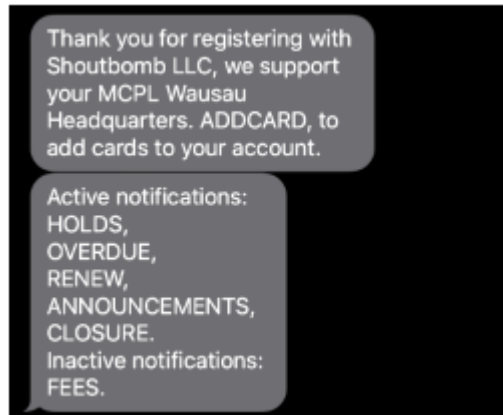 Thank you for registering with
Shoutbomb LLC, we support
your MCPL Wausau
Headquarters. ADDCARD, to
add cards to your account.
Active notifications:
HOLDS,
OVERDUE,
RENEW,
ANNOUNCEMENTS,
CLOSURE.
Inactive notifications:
FEES.